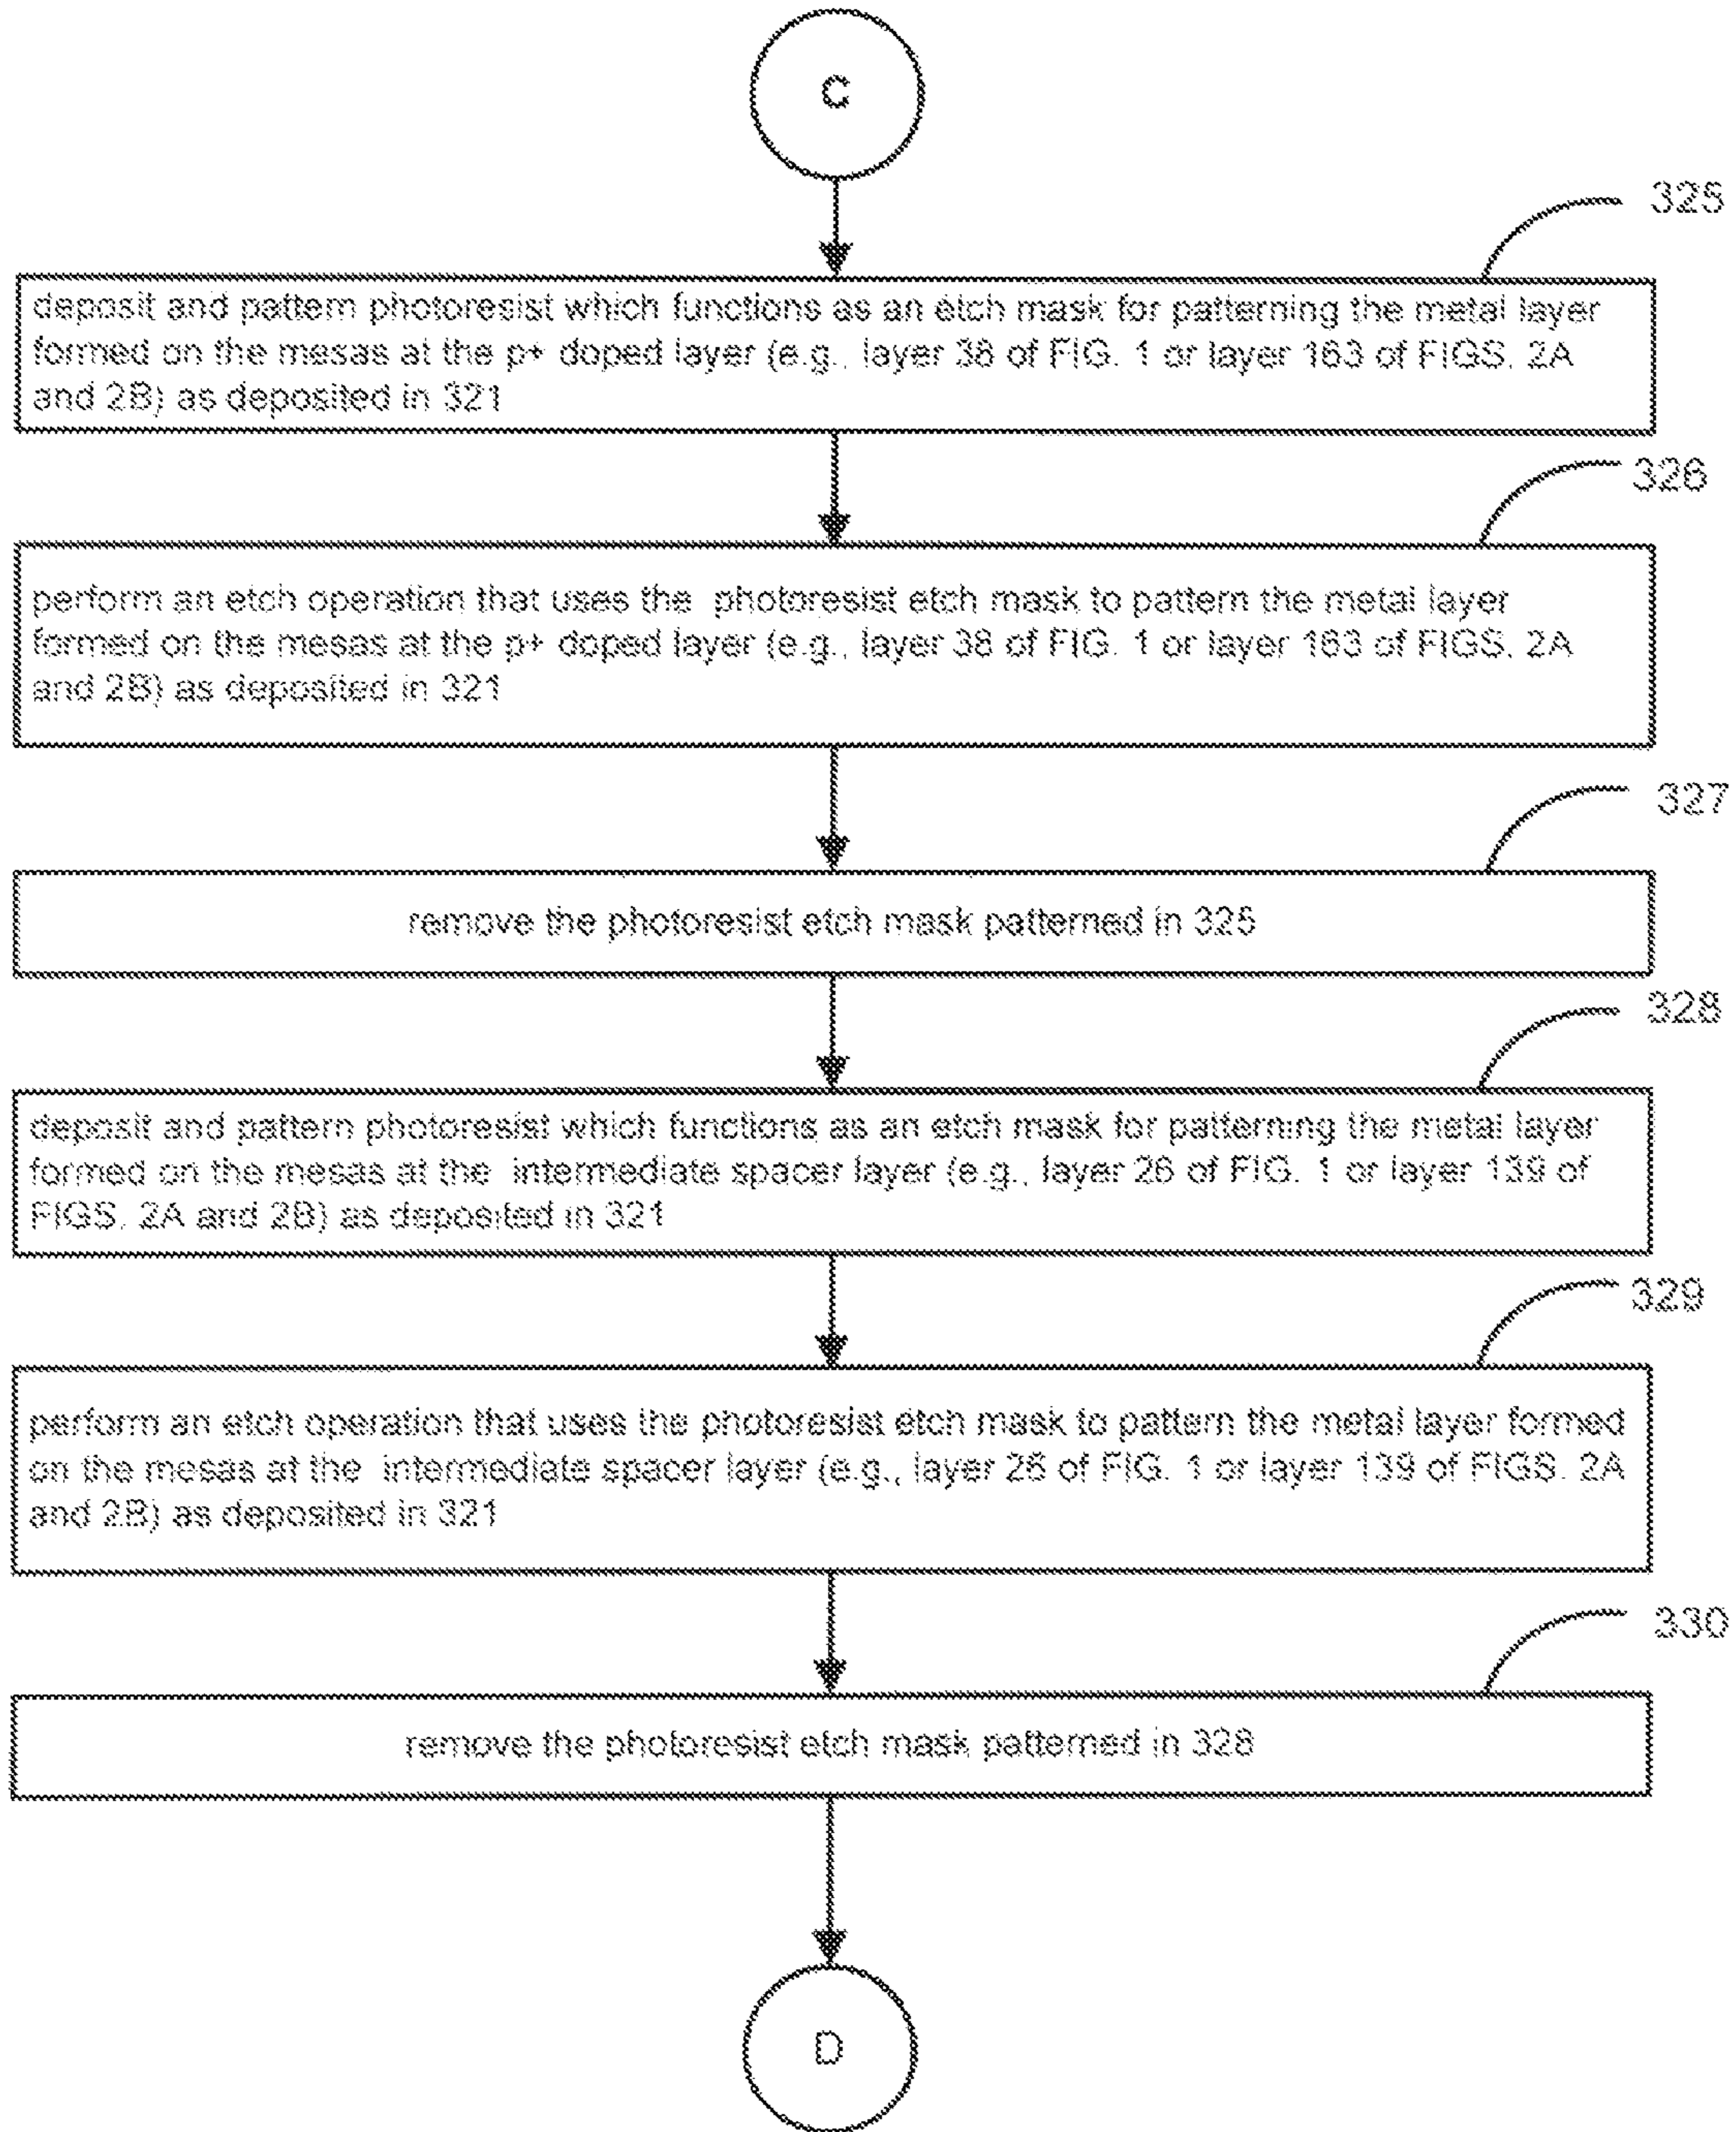 C
325
deposit and pattern photoresist which functions as an etch mask for patterning the metal layer
formed on the mesas at the p+ doped layer (e.g., layer 38 of FIG. 1 or layer 163 of FIGS. 2A
and 2B) as deposited in 321
326
perform an etch operation that uses the photoresist etch mask to pattern the metal layer
formed on the mesas at the p+ doped layer (e.g., layer 38 of FIG. 1 or layer 163 of FIGS. 2A
and 2B) as deposited in 321
327
remove the photoresist etch mask patterned in 325
328
deposit and pattern photoresist which functions as an etch mask for patterning the metal layer
formed on the mesas at the intermediate spacer layer (e.g., layer 26 of FIG. 1 or layer 139 of
FIGS. 2A and 2B) as deposited in 321
329
perform an etch operation that uses the photoresist etch mask to pattern the metal layer formed
on the mesas at the intermediate spacer layer (e.g., layer 26 of FIG. 1 or layer 139 of FIGS. 2A
and 2B) as deposited in 321
330
remove the photoresist etch mask patterned in 328
D